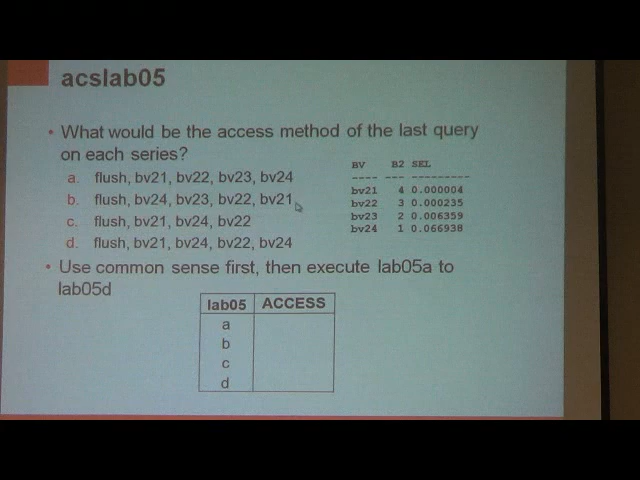 acslab05
• What would be the access method of the last query
on each series?
a. flush, bv21, bv22, bv23, bv24
b. flush, bv24, bv23, bv22, bv21
c. flush, bv21, bv24, bv22
d. flush, bv21, bv24, bv22, bv24
BV B2 SEL
---- --- ---------
bv21 4 0.000004
bv22 3 0.000235
bv23 2 0.006359
bv24 1 0.066938
• Use common sense first, then execute lab05a to
lab05d
lab05 ACCESS
a
b
c
d